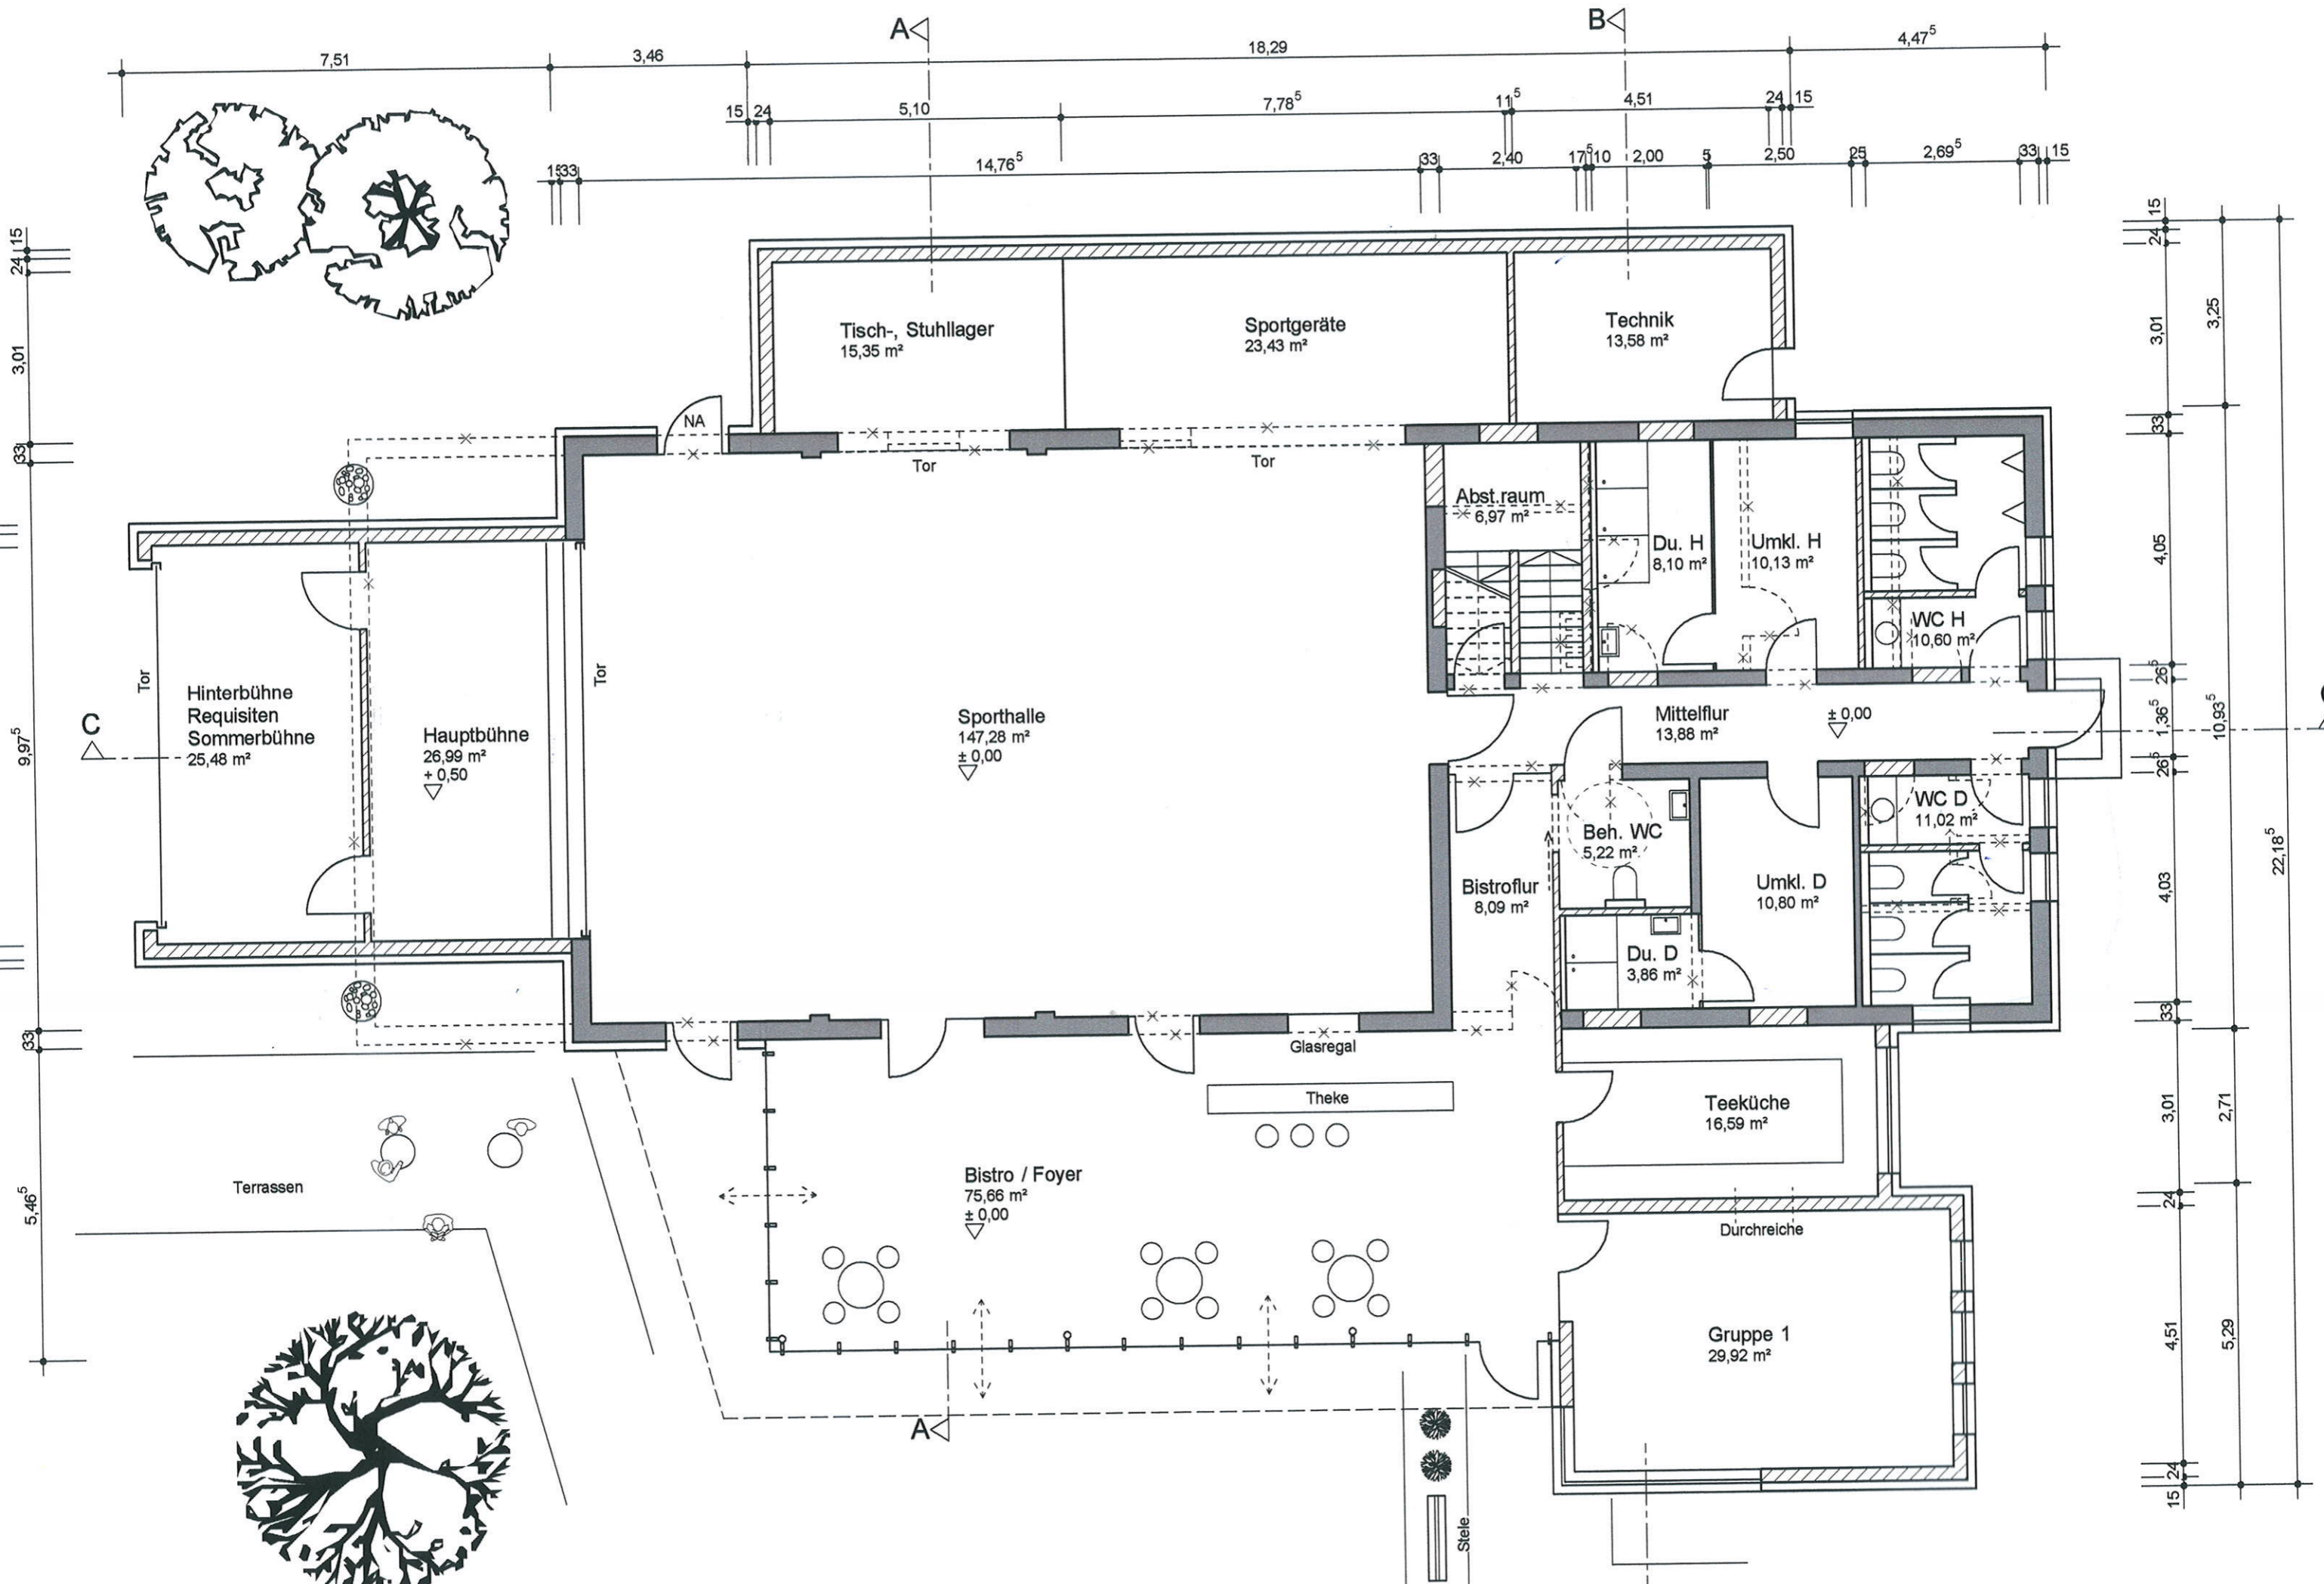 A
B
7,51
3,46
18,29
4,47⁵
15
24
5,10
7,78⁵
11⁵
4,51
24
15
15
33
14,76⁵
33
2,40
17⁵
10
2,00
5
2,50
25
2,69⁵
33
15
15
24
3,01
33
9,97⁵
33
5,46⁵
Tisch-, Stuhllager
15,35 m²
Sportgeräte
23,43 m²
Technik
13,58 m²
NA
Tor
Tor
Abst.raum
6,97 m²
Du. H
8,10 m²
Umkl. H
10,13 m²
WC H
10,60 m²
Tor
Hinterbühne
Requisiten
Sommerbühne
25,48 m²
C
Hauptbühne
26,99 m²
+ 0,50
Tor
Sporthalle
147,28 m²
± 0,00
Mittelflur
13,88 m²
± 0,00
WC D
11,02 m²
Beh. WC
5,22 m²
Bistroflur
8,09 m²
Umkl. D
10,80 m²
Du. D
3,86 m²
Glasregal
Theke
Teeküche
16,59 m²
Bistro / Foyer
75,66 m²
± 0,00
Terrassen
Durchreiche
Gruppe 1
29,92 m²
A
Stele
15
24
3,01
33
4,05
26⁵
1,36⁵
26⁵
4,03
33
3,01
24
4,51
24
15
3,25
10,93⁵
2,71
5,29
22,18⁵